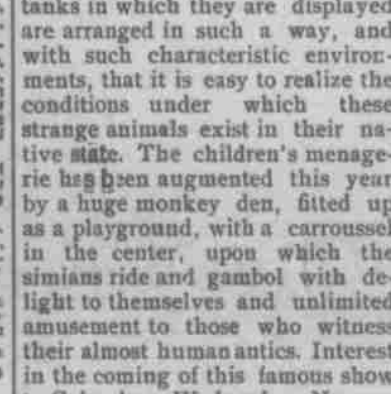 tanks in which they are displayed
are arranged in such a way, and
with such characteristic environ-
ments, that it is easy to realize the
conditions under which these
strange animals exist in their na-
tive state. The children's menage-
rie has been augmented this year
by a huge monkey den, fitted up
as a playground, with a carroussel
in the center, upon which the
simians ride and gambol with de-
light to themselves and unlimited
amusement to those who witness
their almost human antics. Interest
in the coming of this famous show